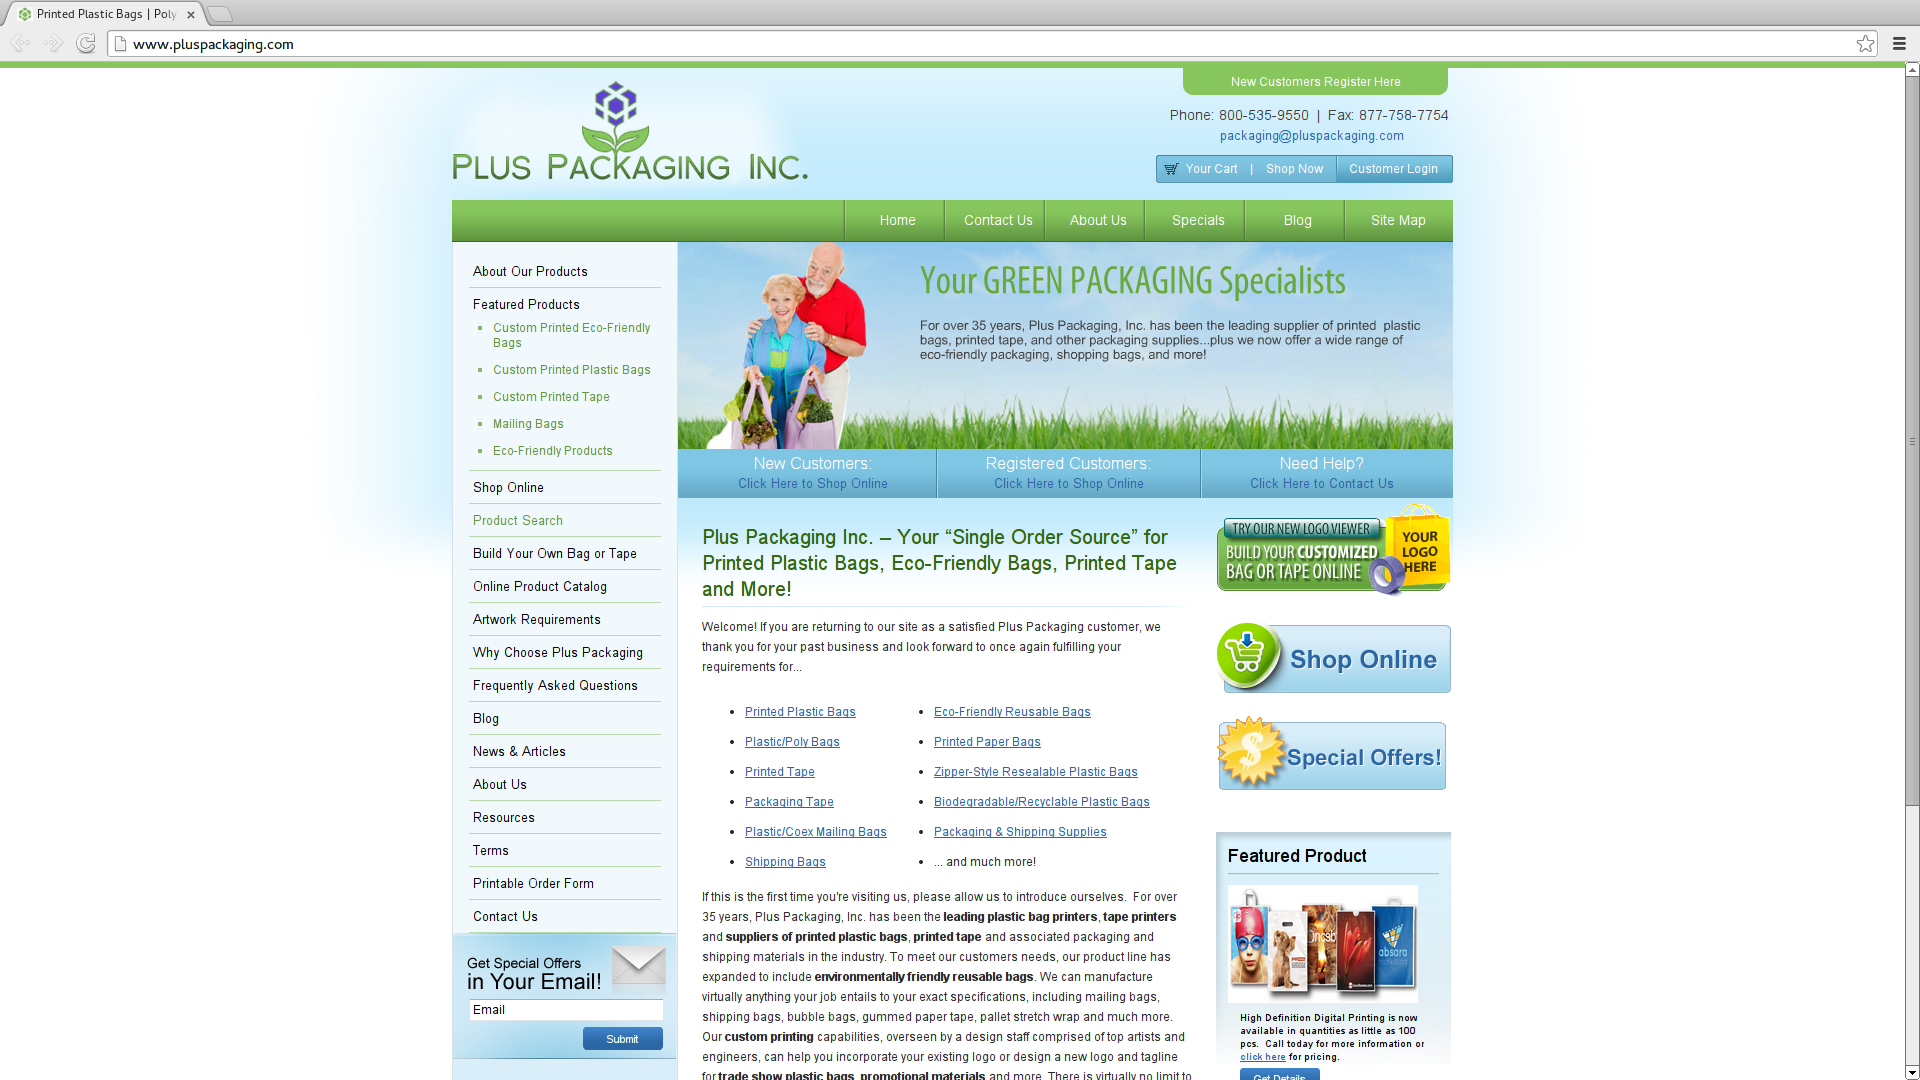 Printed Plastic Bags | Poly
www.pluspackaging.com
New Customers Register Here
Phone: 800-535-9550 | Fax: 877-758-7754
packaging@pluspackaging.com
PLUS PACKAGING INC.
Your Cart | Shop Now Customer Login
Home Contact Us About Us Specials Blog Site Map
About Our Products
Featured Products
Custom Printed Eco-Friendly
Bags
Custom Printed Plastic Bags
Custom Printed Tape
Mailing Bags
Eco-Friendly Products
Shop Online
Product Search
Build Your Own Bag or Tape
Online Product Catalog
Artwork Requirements
Why Choose Plus Packaging
Frequently Asked Questions
Blog
News & Articles
About Us
Resources
Terms
Printable Order Form
Contact Us
Get Special Offers
in Your Email!
Email
Submit
Your GREEN PACKAGING Specialists
For over 35 years, Plus Packaging, Inc. has been the leading supplier of printed plastic
bags, printed tape, and other packaging supplies...plus we now offer a wide range of
eco-friendly packaging, shopping bags, and more!
New Customers:
Click Here to Shop Online
Registered Customers:
Click Here to Shop Online
Need Help?
Click Here to Contact Us
Plus Packaging Inc. – Your “Single Order Source” for
Printed Plastic Bags, Eco-Friendly Bags, Printed Tape
and More!
Welcome! If you are returning to our site as a satisfied Plus Packaging customer, we
thank you for your past business and look forward to once again fulfilling your
requirements for...
Printed Plastic Bags
Plastic/Poly Bags
Printed Tape
Packaging Tape
Plastic/Coex Mailing Bags
Shipping Bags
Eco-Friendly Reusable Bags
Printed Paper Bags
Zipper-Style Resealable Plastic Bags
Biodegradable/Recyclable Plastic Bags
Packaging & Shipping Supplies
... and much more!
If this is the first time you're visiting us, please allow us to introduce ourselves. For over
35 years, Plus Packaging, Inc. has been the leading plastic bag printers, tape printers
and suppliers of printed plastic bags, printed tape and associated packaging and
shipping materials in the industry. To meet our customers needs, our product line has
expanded to include environmentally friendly reusable bags. We can manufacture
virtually anything your job entails to your exact specifications, including mailing bags,
shipping bags, bubble bags, gummed paper tape, pallet stretch wrap and much more.
Our custom printing capabilities, overseen by a design staff comprised of top artists and
engineers, can help you incorporate your existing logo or design a new logo and tagline
for trade show plastic bags, promotional materials and more. There is virtually no limit to
TRY OUR NEW LOGO VIEWER
BUILD YOUR CUSTOMIZED
BAG OR TAPE ONLINE
YOUR
LOGO
HERE
Shop Online
$
Special Offers!
Featured Product
absara
High Definition Digital Printing is now
available in quantities as little as 100
pcs. Call today for more information or
click here for pricing.
Get Details